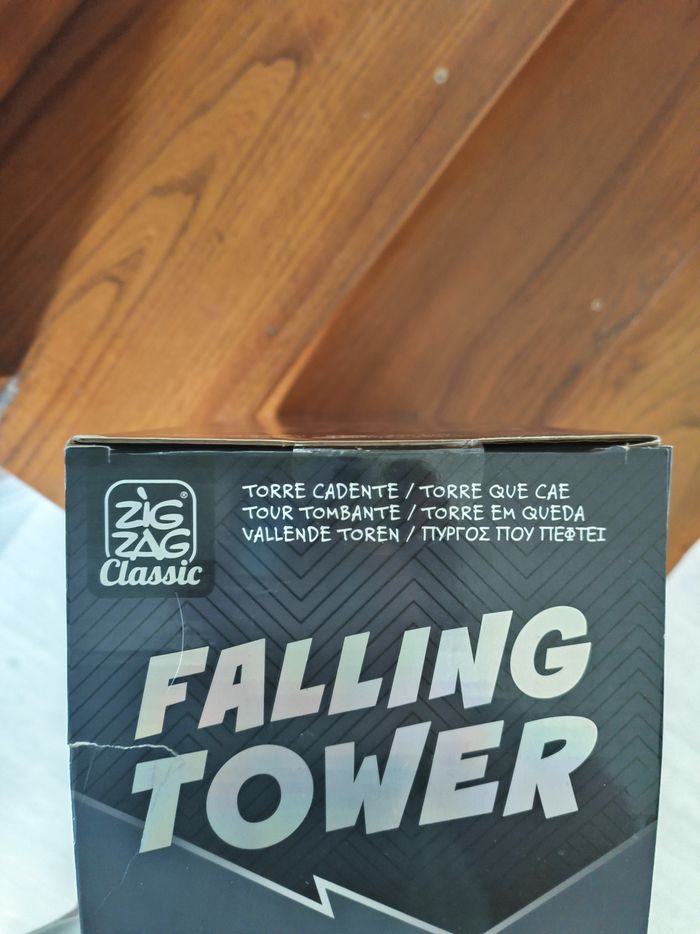 ZIG
ZAG®
Classic
TORRE CADENTE / TORRE QUE CAE
TOUR TOMBANTE / TORRE EM QUEDA
VALLENDE TOREN / ΠΥΡΓΟΣ ΠΟΥ ΠΕΦΤΕΙ
FALLING
TOWER